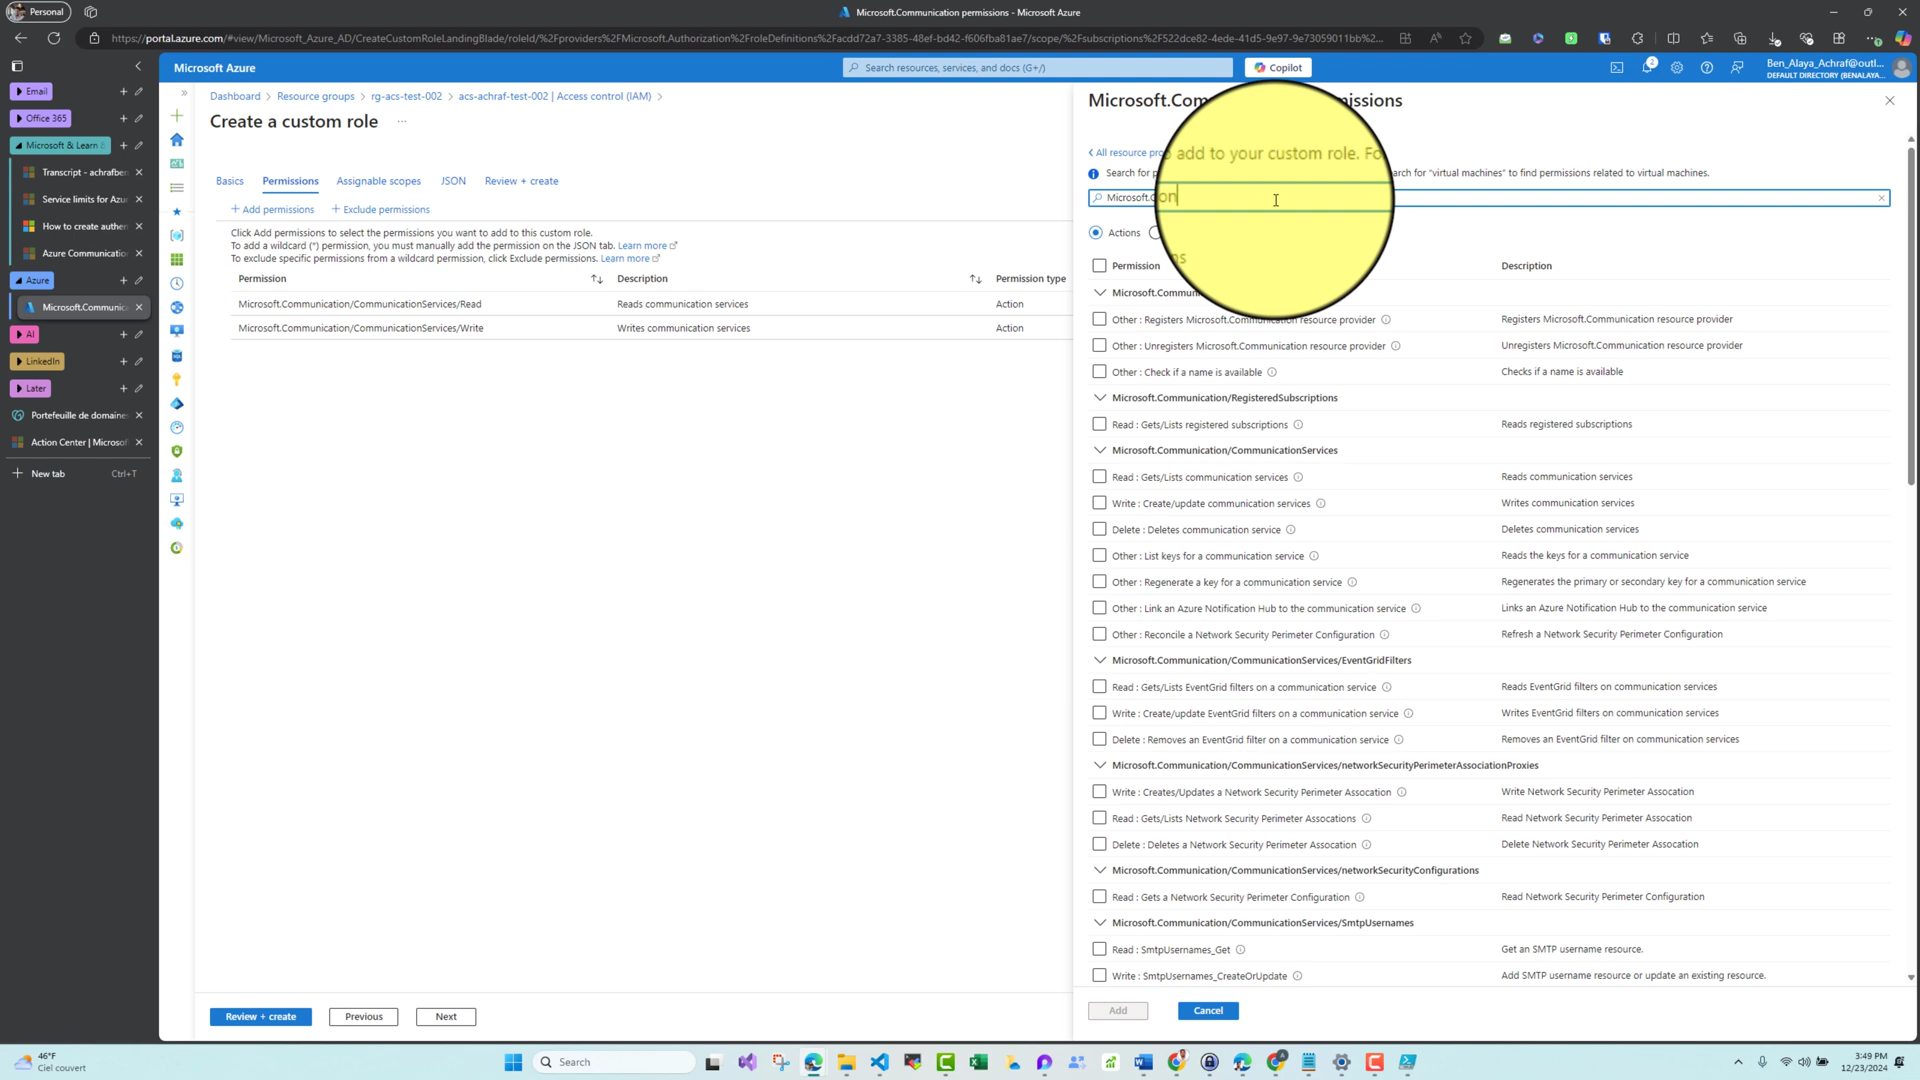 Personal
Microsoft.Communication permissions - Microsoft Azure
https://portal.azure.com/#view/Microsoft_Azure_AD/CreateCustomRoleLandingBlade/roleId/%2Fproviders%2FMicrosoft.Authorization%2FroleDefinitions%2Facdd72a7-3385-48ef-bd42-f606fba81ae7/scope/%2Fsubscriptions%2F522dce82-4ede-41d5-9e97-9e73059011bb%2...
Microsoft Azure
Search resources, services, and docs (G+/)
Copilot
2
Ben_Alaya_Achraf@outl...
DEFAULT DIRECTORY (BENALAYA...
Email
Office 365
Microsoft & Learn
Transcript - achrafben
Service limits for Azu
How to create authen
Azure Communication
Azure
Microsoft.Communica
AI
LinkedIn
Later
Portefeuille de domaine
Action Center | Microsof
New tab
Ctrl+T
Dashboard > Resource groups > rg-acs-test-002 > acs-achraf-test-002 | Access control (IAM) >
Create a custom role ...
Basics Permissions Assignable scopes JSON Review + create
+ Add permissions + Exclude permissions
Click Add permissions to select the permissions you want to add to this custom role.
To add a wildcard (*) permission, you must manually add the permission on the JSON tab. Learn more
To exclude specific permissions from a wildcard permission, click Exclude permissions. Learn more
Permission Description Permission type
Microsoft.Communication/CommunicationServices/Read Reads communication services Action
Microsoft.Communication/CommunicationServices/Write Writes communication services Action
Review + create Previous Next
Microsoft.Com issions
< All resource pro
add to your custom role. Fo
Search for p rch for "virtual machines" to find permissions related to virtual machines.
Microsoft.C on
Actions
Permission Description
Microsoft.Commu
Other : Registers Microsoft.Communication resource provider Registers Microsoft.Communication resource provider
Other : Unregisters Microsoft.Communication resource provider Unregisters Microsoft.Communication resource provider
Other : Check if a name is available Checks if a name is available
Microsoft.Communication/RegisteredSubscriptions
Read : Gets/Lists registered subscriptions Reads registered subscriptions
Microsoft.Communication/CommunicationServices
Read : Gets/Lists communication services Reads communication services
Write : Create/update communication services Writes communication services
Delete : Deletes communication service Deletes communication services
Other : List keys for a communication service Reads the keys for a communication service
Other : Regenerate a key for a communication service Regenerates the primary or secondary key for a communication service
Other : Link an Azure Notification Hub to the communication service Links an Azure Notification Hub to the communication service
Other : Reconcile a Network Security Perimeter Configuration Refresh a Network Security Perimeter Configuration
Microsoft.Communication/CommunicationServices/EventGridFilters
Read : Gets/Lists EventGrid filters on a communication service Reads EventGrid filters on communication services
Write : Create/update EventGrid filters on a communication service Writes EventGrid filters on communication services
Delete : Removes an EventGrid filter on a communication service Removes an EventGrid filter on communication services
Microsoft.Communication/CommunicationServices/networkSecurityPerimeterAssociationProxies
Write : Creates/Updates a Network Security Perimeter Assocation Write Network Security Perimeter Assocation
Read : Gets/Lists Network Security Perimeter Assocations Read Network Security Perimeter Assocation
Delete : Deletes a Network Security Perimeter Assocation Delete Network Security Perimeter Assocation
Microsoft.Communication/CommunicationServices/networkSecurityConfigurations
Read : Gets a Network Security Perimeter Configuration Read Network Security Perimeter Configuration
Microsoft.Communication/CommunicationServices/SmtpUsernames
Read : SmtpUsernames_Get Get an SMTP username resource.
Write : SmtpUsernames_CreateOrUpdate Add SMTP username resource or update an existing resource.
Add Cancel
46°F
Ciel couvert
Search
3:49 PM
12/23/2024